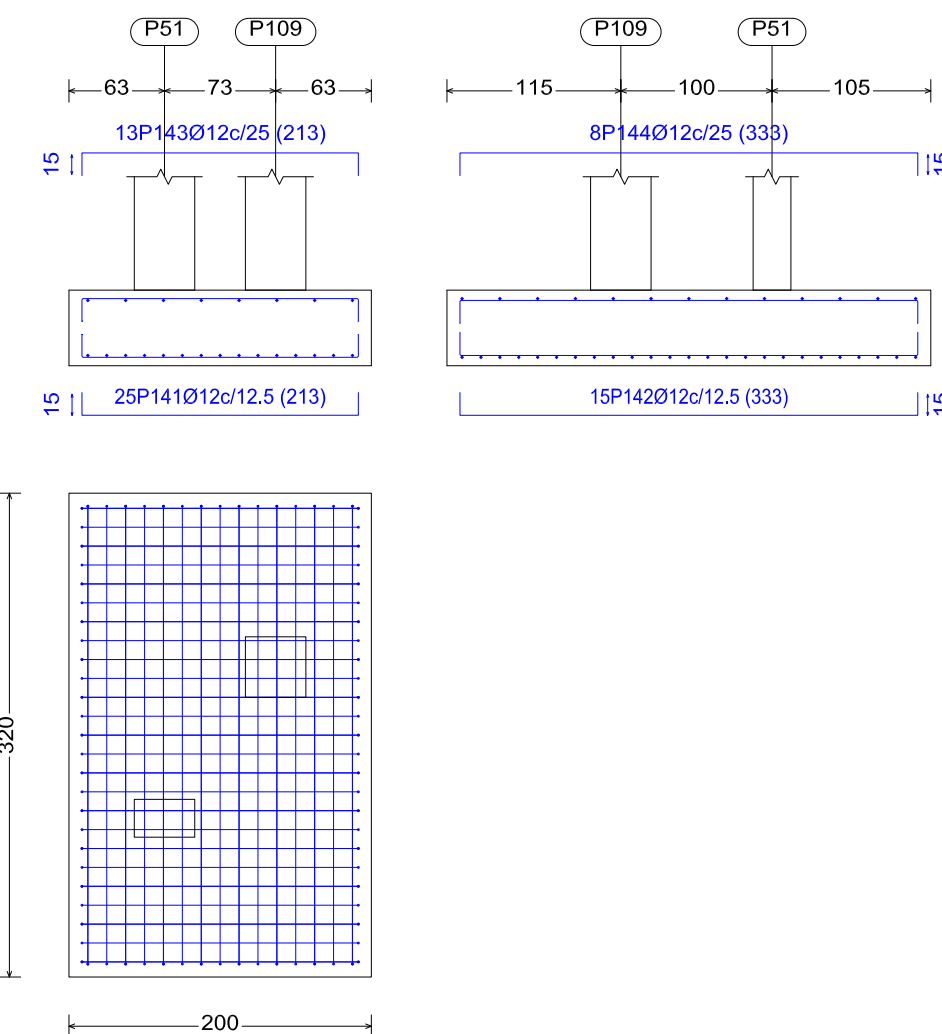 P51 P109 P109 P51
63 73 63 115 100 105
13P143Ø12c/25 (213) 8P144Ø12c/25 (333)
15 15
25P141Ø12c/12.5 (213) 15P142Ø12c/12.5 (333)
15 15
320
200